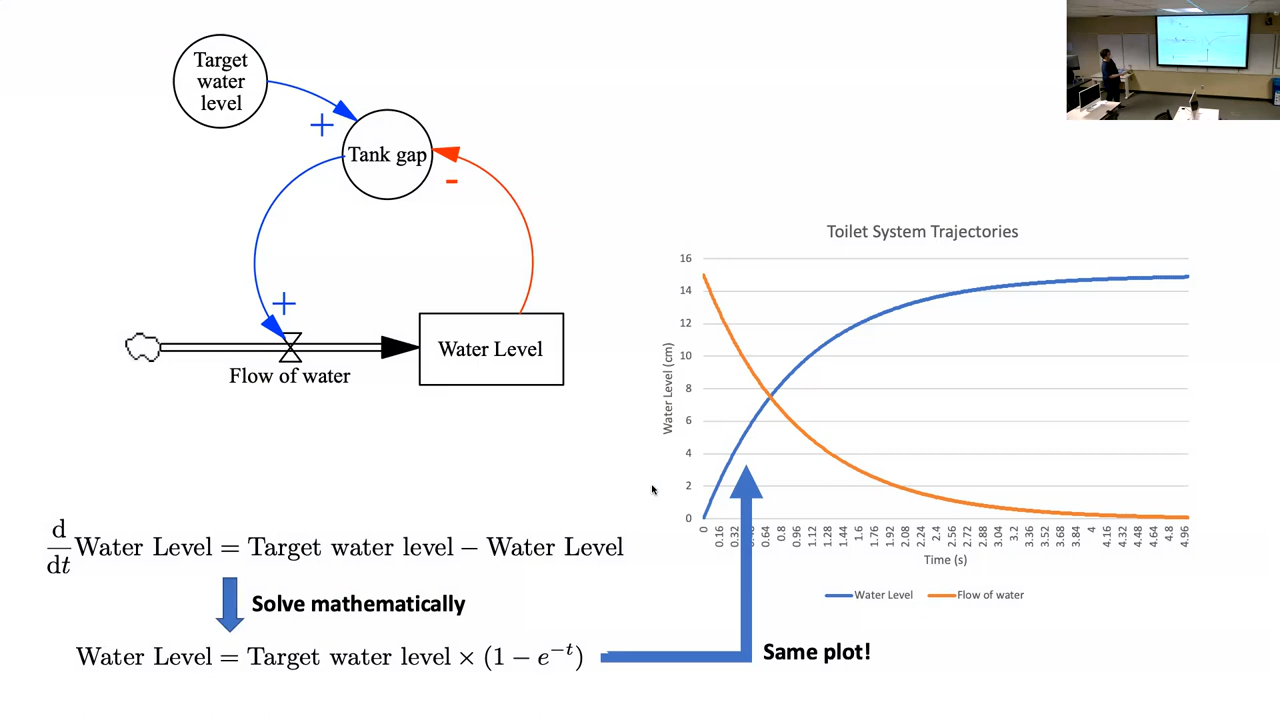 Target
water
level
+
Tank gap
-
+
Flow of water
Water Level
d/dt Water Level = Target water level − Water Level
Solve mathematically
Water Level = Target water level × (1 − e^{−t})
Same plot!
Toilet System Trajectories
Water Level (cm)
16
14
12
10
8
6
4
2
0
0 0.16 0.32 0.64 0.8 0.96 1.12 1.28 1.44 1.6 1.76 1.92 2.08 2.24 2.4 2.56 2.72 2.88 3.04 3.2 3.36 3.52 3.68 3.84 4 4.16 4.32 4.48 4.64 4.8 4.96
Time (s)
Water Level Flow of water